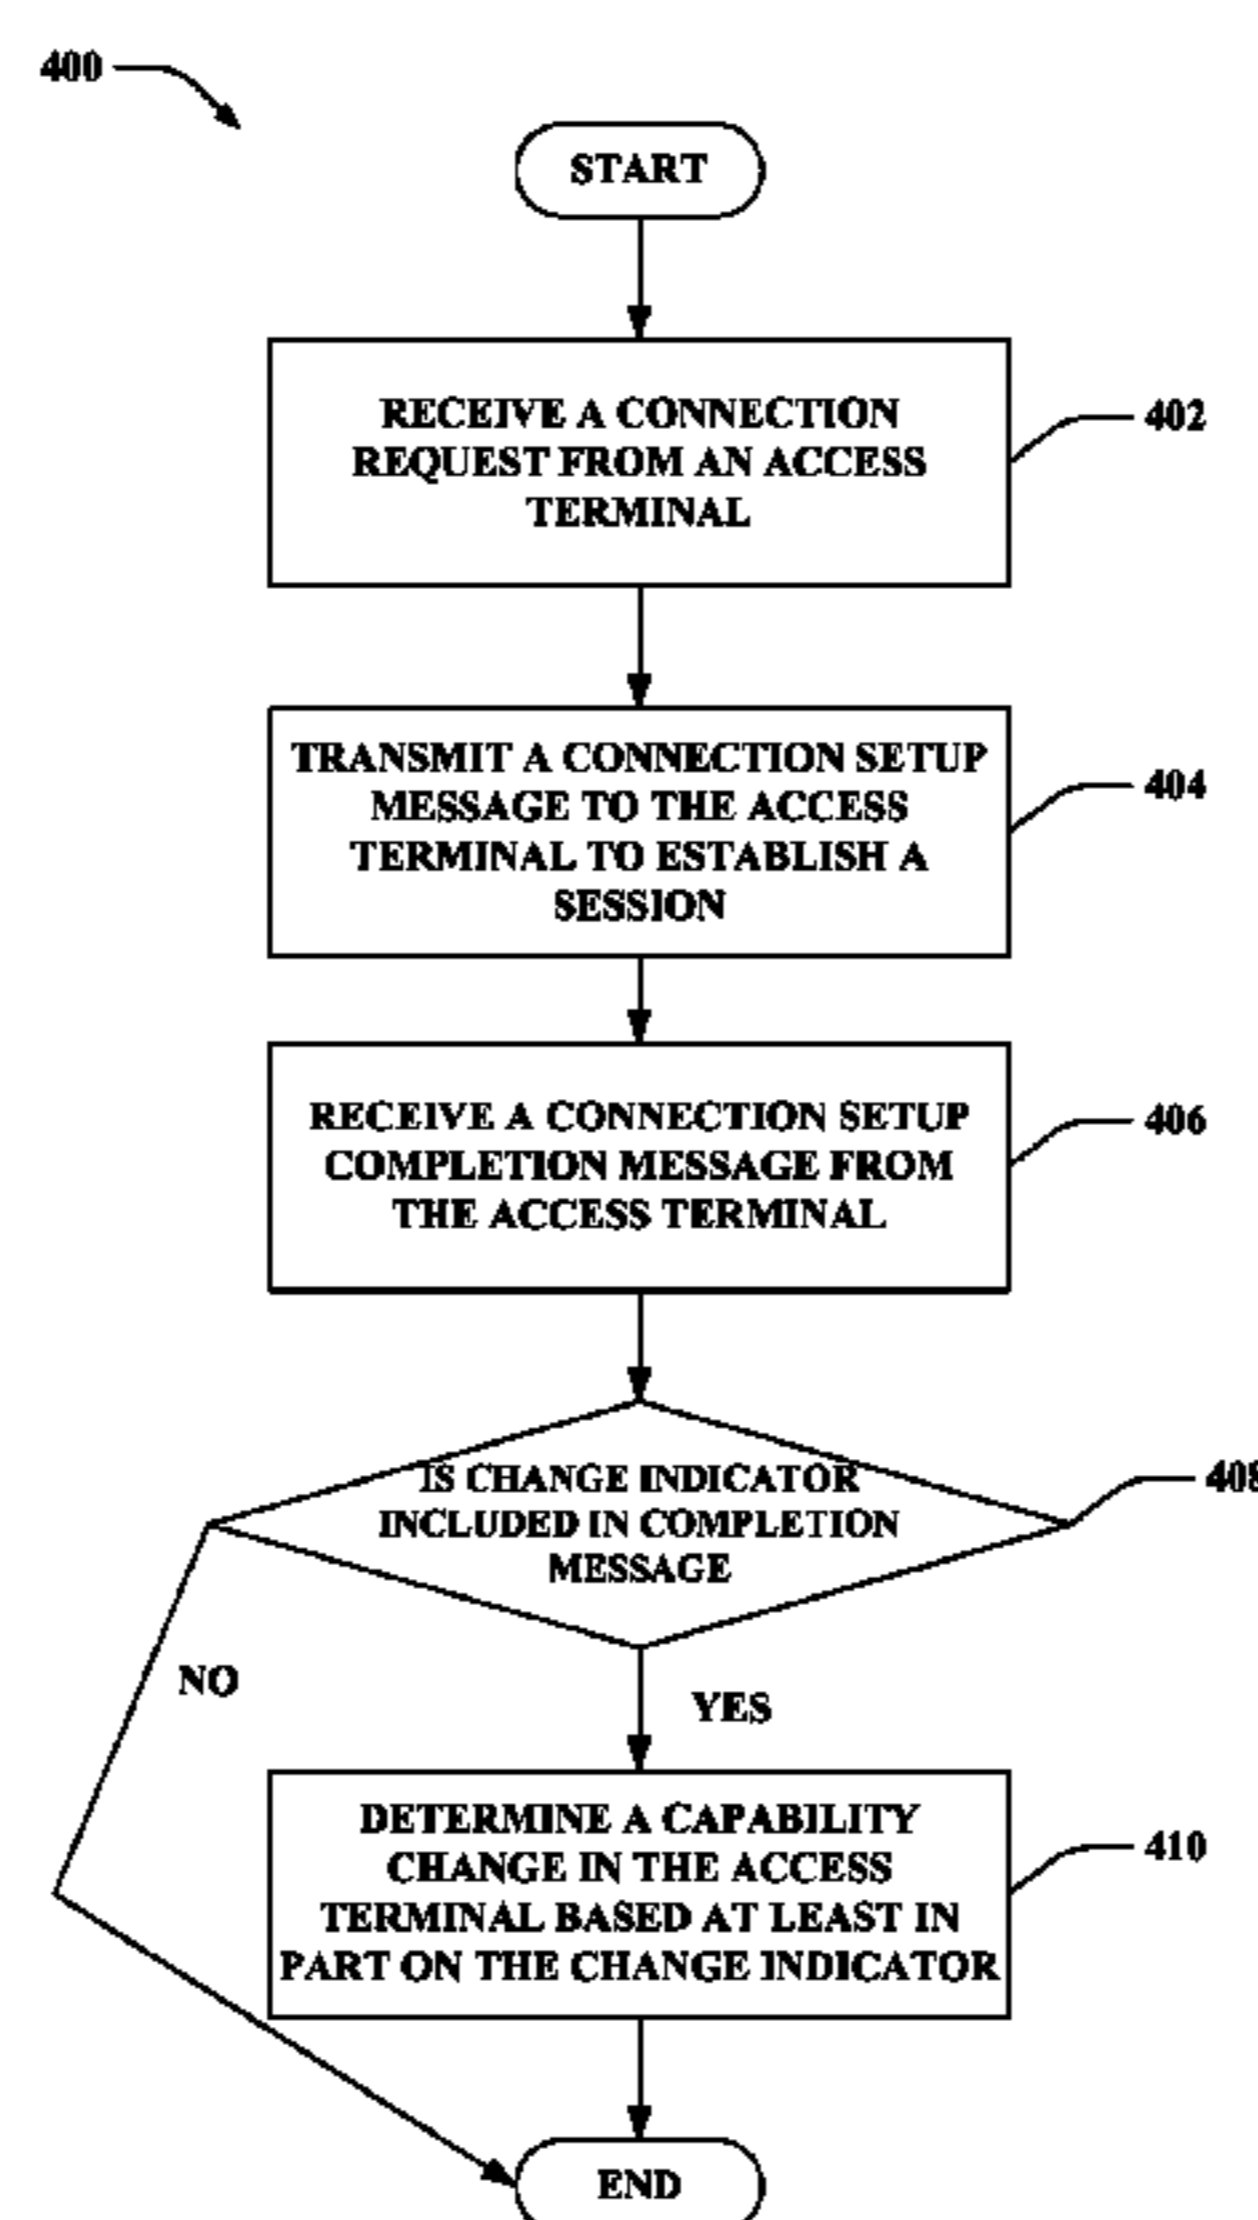 400
START
RECEIVE A CONNECTION
REQUEST FROM AN ACCESS
TERMINAL
402
TRANSMIT A CONNECTION SETUP
MESSAGE TO THE ACCESS
TERMINAL TO ESTABLISH A
SESSION
404
RECEIVE A CONNECTION SETUP
COMPLETION MESSAGE FROM
THE ACCESS TERMINAL
406
IS CHANGE INDICATOR
INCLUDED IN COMPLETION
MESSAGE
408
NO
YES
DETERMINE A CAPABILITY
CHANGE IN THE ACCESS
TERMINAL BASED AT LEAST IN
PART ON THE CHANGE INDICATOR
410
END